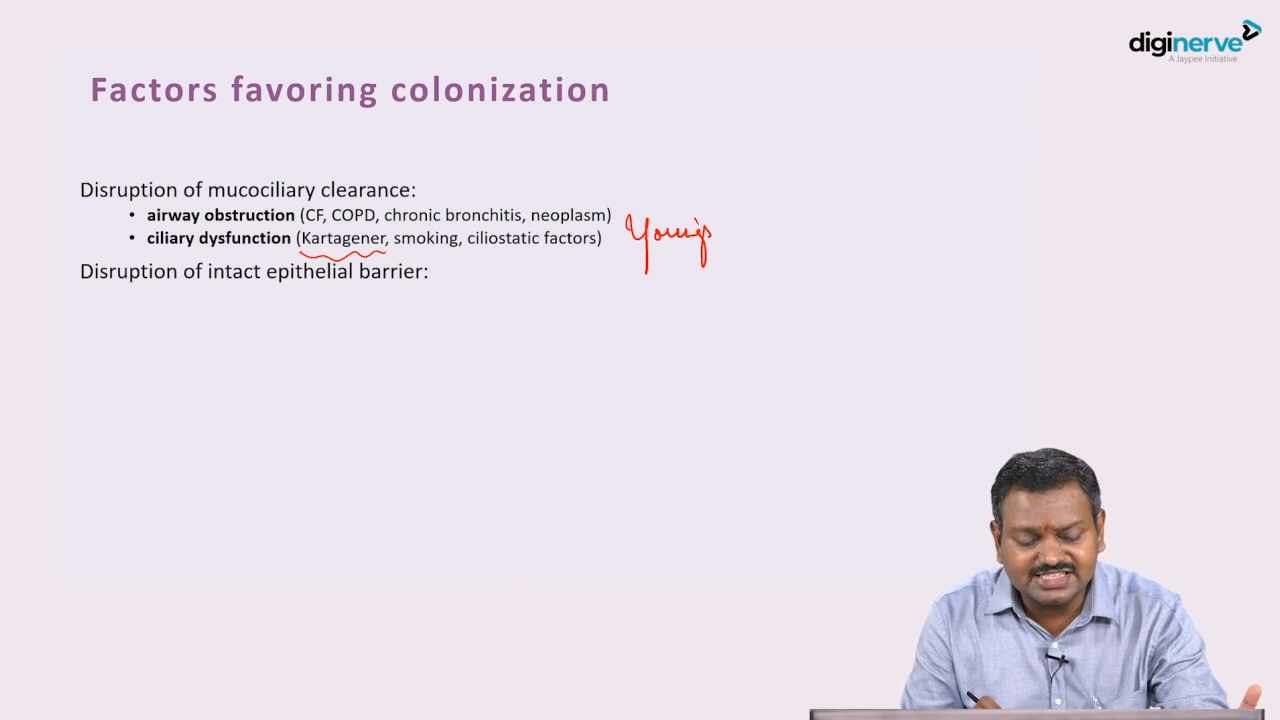 diginerve
A Jaypee Initiative
Factors favoring colonization
Disruption of mucociliary clearance:
• airway obstruction (CF, COPD, chronic bronchitis, neoplasm)
• ciliary dysfunction (Kartagener, smoking, ciliostatic factors)
Young's
Disruption of intact epithelial barrier: